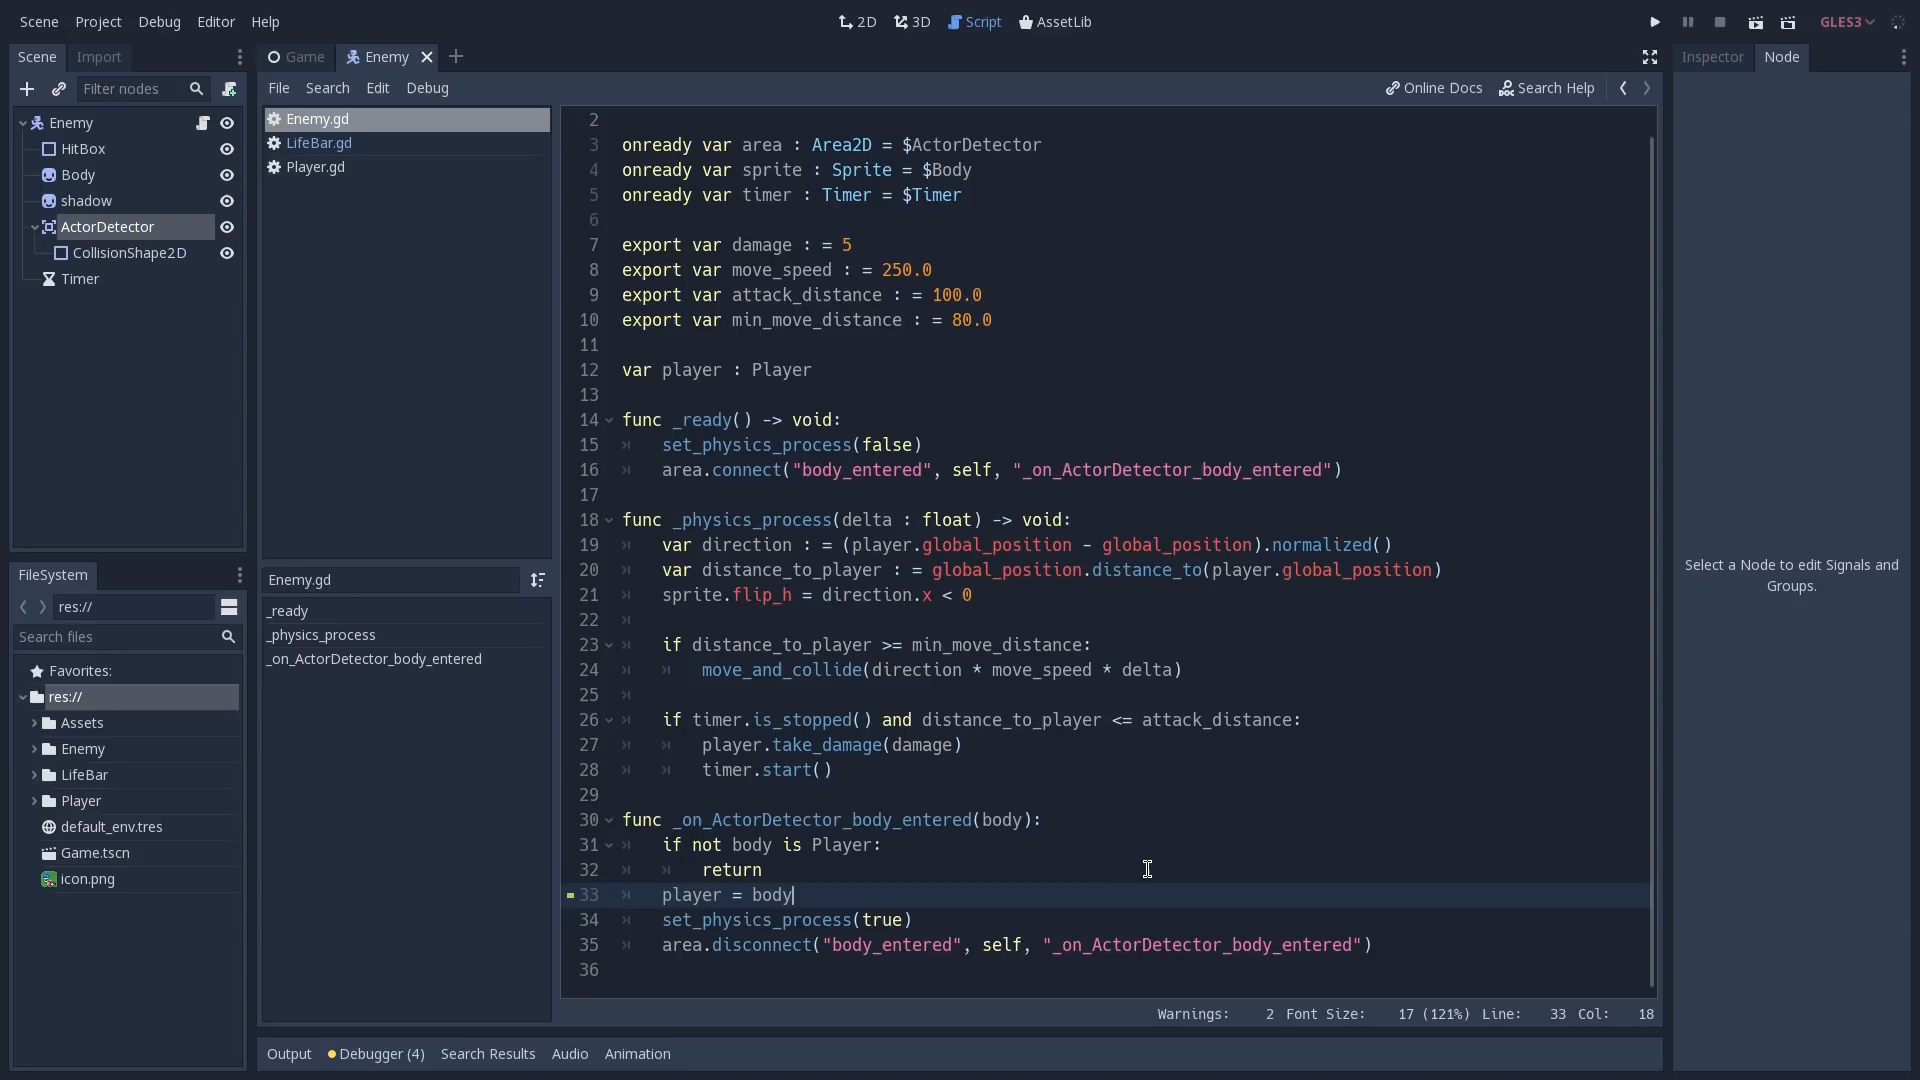 Scene Project Debug Editor Help
2D 3D Script AssetLib
GLES3
Scene Import
Filter nodes
Enemy
HitBox
Body
shadow
ActorDetector
CollisionShape2D
Timer
FileSystem
res://
Search files
Favorites:
res://
Assets
Enemy
LifeBar
Player
default_env.tres
Game.tscn
icon.png
Game Enemy
File Search Edit Debug
Online Docs Search Help
Enemy.gd
LifeBar.gd
Player.gd
Enemy.gd
_ready
_physics_process
_on_ActorDetector_body_entered
2
3 onready var area : Area2D = $ActorDetector
4 onready var sprite : Sprite = $Body
5 onready var timer : Timer = $Timer
6
7 export var damage : = 5
8 export var move_speed : = 250.0
9 export var attack_distance : = 100.0
10 export var min_move_distance : = 80.0
11
12 var player : Player
13
14 func _ready() -> void:
15 set_physics_process(false)
16 area.connect("body_entered", self, "_on_ActorDetector_body_entered")
17
18 func _physics_process(delta : float) -> void:
19 var direction : = (player.global_position - global_position).normalized()
20 var distance_to_player : = global_position.distance_to(player.global_position)
21 sprite.flip_h = direction.x < 0
22
23 if distance_to_player >= min_move_distance:
24 move_and_collide(direction * move_speed * delta)
25
26 if timer.is_stopped() and distance_to_player <= attack_distance:
27 player.take_damage(damage)
28 timer.start()
29
30 func _on_ActorDetector_body_entered(body):
31 if not body is Player:
32 return
33 player = body
34 set_physics_process(true)
35 area.disconnect("body_entered", self, "_on_ActorDetector_body_entered")
36
Warnings: 2 Font Size: 17 (121%) Line: 33 Col: 18
Output Debugger (4) Search Results Audio Animation
Inspector Node
Select a Node to edit Signals and
Groups.